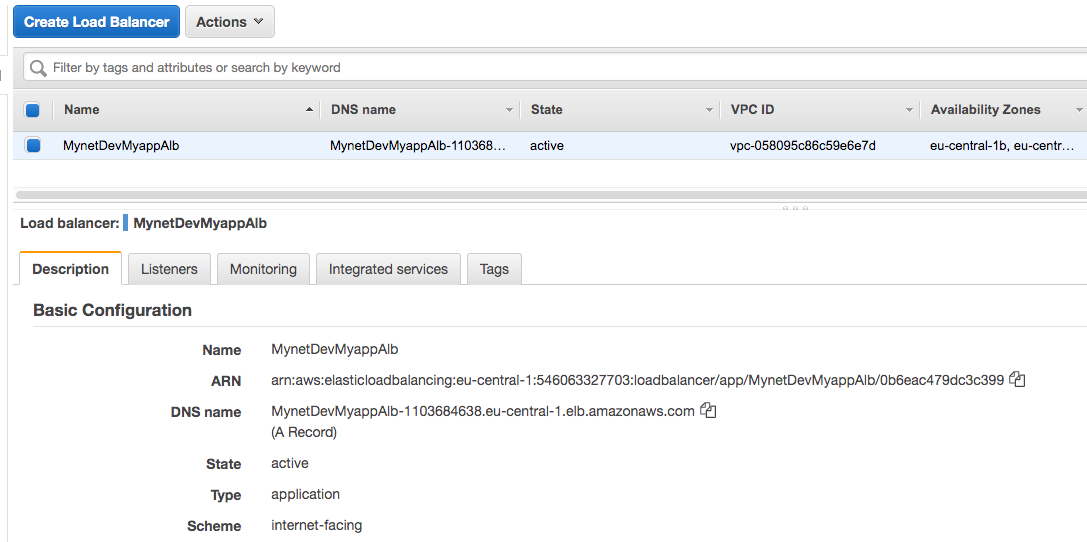 Create Load Balancer Actions
Filter by tags and attributes or search by keyword
Name DNS name State VPC ID Availability Zones
MynetDevMyappAlb MynetDevMyappAlb-110368... active vpc-058095c86c59e6e7d eu-central-1b, eu-centr...
Load balancer: MynetDevMyappAlb
Description Listeners Monitoring Integrated services Tags
Basic Configuration
Name MynetDevMyappAlb
ARN arn:aws:elasticloadbalancing:eu-central-1:546063327703:loadbalancer/app/MynetDevMyappAlb/0b6eac479dc3c399
DNS name MynetDevMyappAlb-1103684638.eu-central-1.elb.amazonaws.com
(A Record)
State active
Type application
Scheme internet-facing